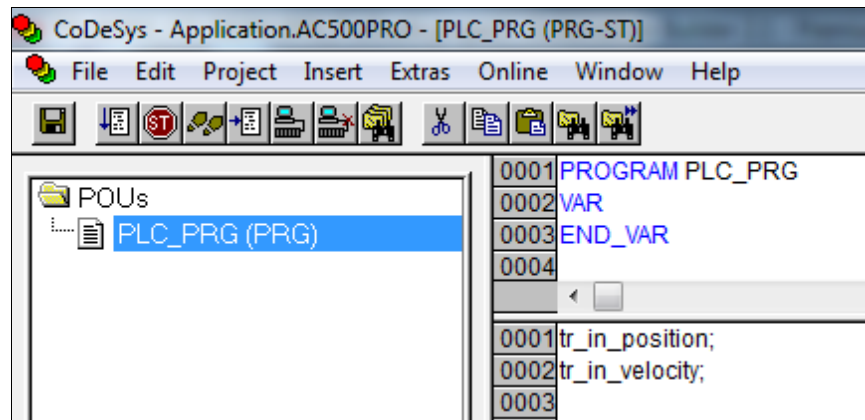 CoDeSys - Application.AC500PRO - [PLC_PRG (PRG-ST)]
File Edit Project Insert Extras Online Window Help
ST
POUs
PLC_PRG (PRG)
0001 PROGRAM PLC_PRG
0002 VAR
0003 END_VAR
0004
0001 tr_in_position;
0002 tr_in_velocity;
0003